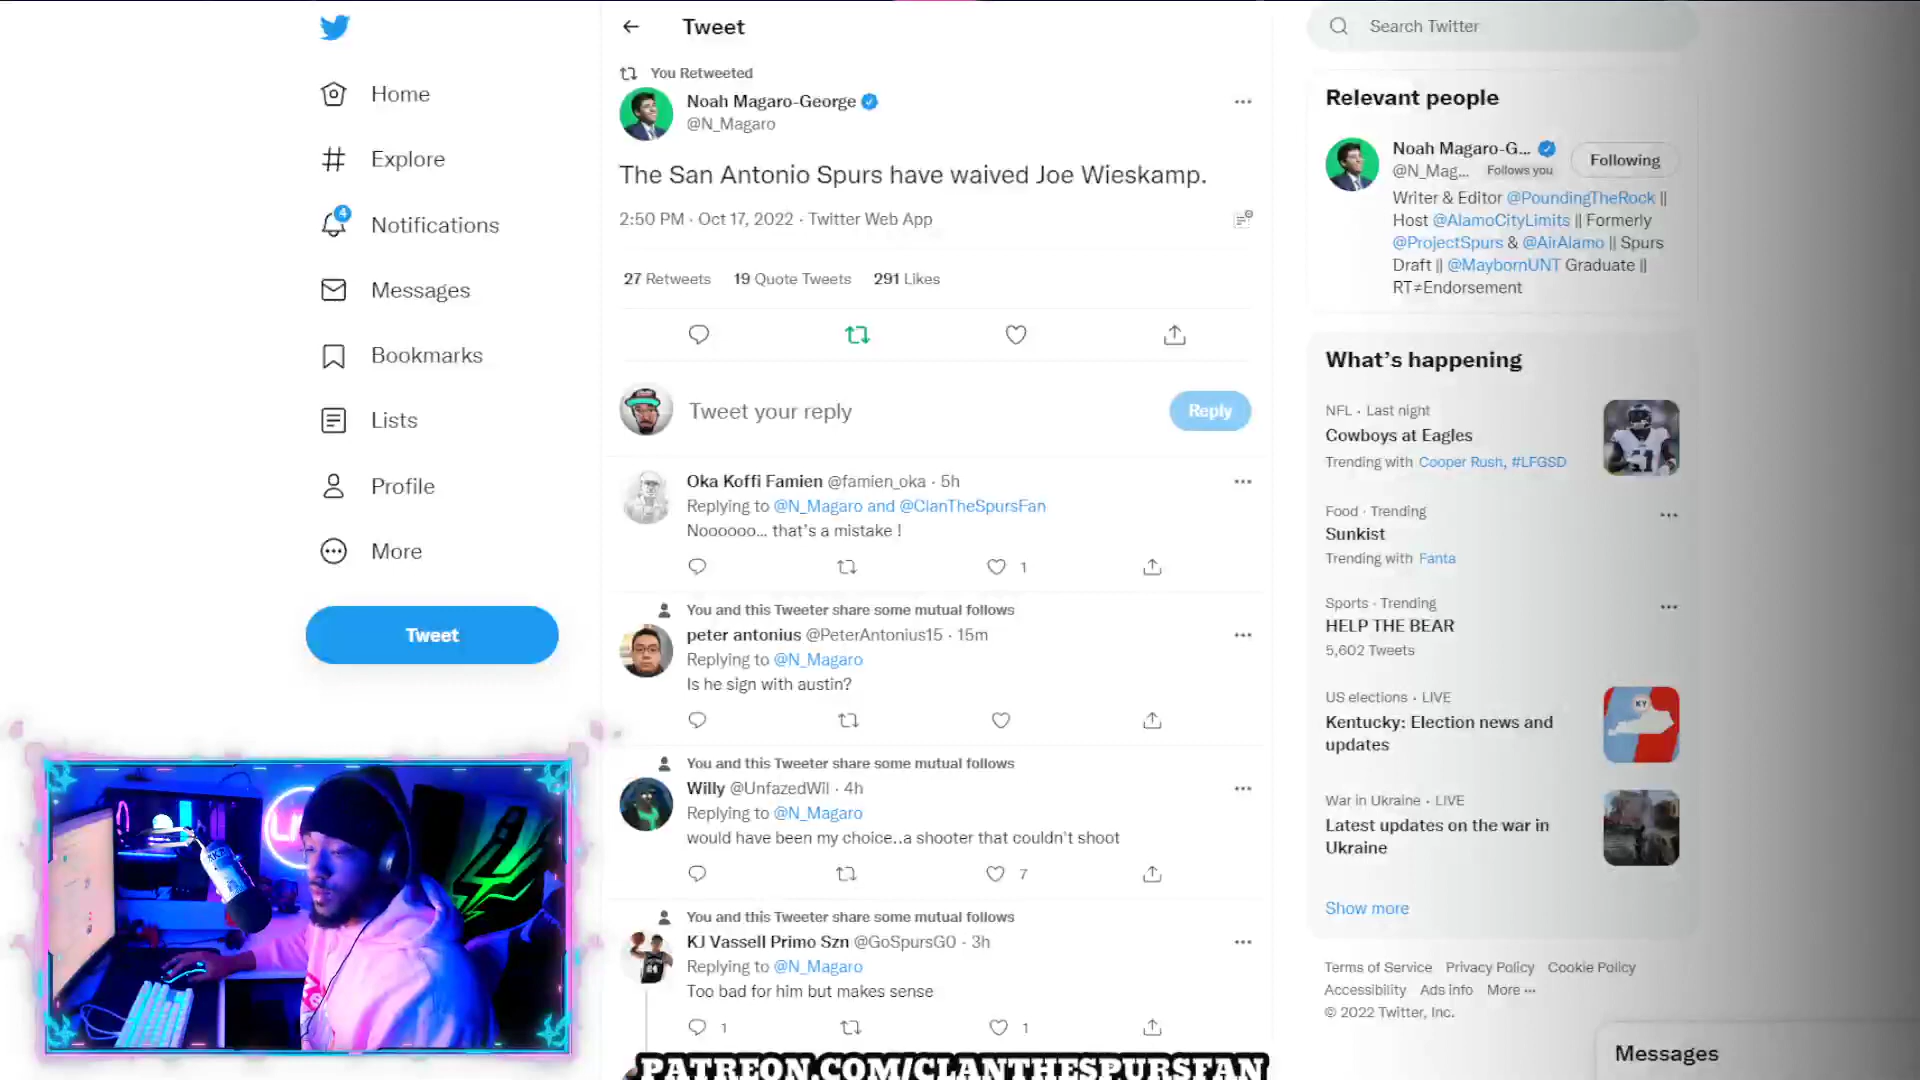 Home
Explore
4
Notifications
Messages
Bookmarks
Lists
Profile
More
Tweet
Tweet
You Retweeted
Noah Magaro-George
@N_Magaro
The San Antonio Spurs have waived Joe Wieskamp.
2:50 PM · Oct 17, 2022 · Twitter Web App
27 Retweets 19 Quote Tweets 291 Likes
Tweet your reply
Reply
Oka Koffi Famien @famien_oka · 5h
Replying to @N_Magaro and @ClanTheSpursFan
Noooooo... that's a mistake !
1
You and this Tweeter share some mutual follows
peter antonius @PeterAntonius15 · 15m
Replying to @N_Magaro
Is he sign with austin?
You and this Tweeter share some mutual follows
Willy @UnfazedWil · 4h
Replying to @N_Magaro
would have been my choice..a shooter that couldn't shoot
7
You and this Tweeter share some mutual follows
KJ Vassell Primo Szn @GoSpursG0 · 3h
Replying to @N_Magaro
Too bad for him but makes sense
1 1
PATREON.COM/CLANTHESPURSFAN
Search Twitter
Relevant people
Noah Magaro-G...
@N_Mag... Follows you
Following
Writer & Editor @PoundingTheRock ||
Host @AlamoCityLimits || Formerly
@ProjectSpurs & @AirAlamo || Spurs
Draft || @MaybornUNT Graduate ||
RT≠Endorsement
What's happening
NFL · Last night
Cowboys at Eagles
Trending with Cooper Rush, #LFGSD
Food · Trending
Sunkist
Trending with Fanta
Sports · Trending
HELP THE BEAR
5,602 Tweets
US elections · LIVE
Kentucky: Election news and
updates
KY
War in Ukraine · LIVE
Latest updates on the war in
Ukraine
Show more
Terms of Service Privacy Policy Cookie Policy
Accessibility Ads info More ···
© 2022 Twitter, Inc.
Messages